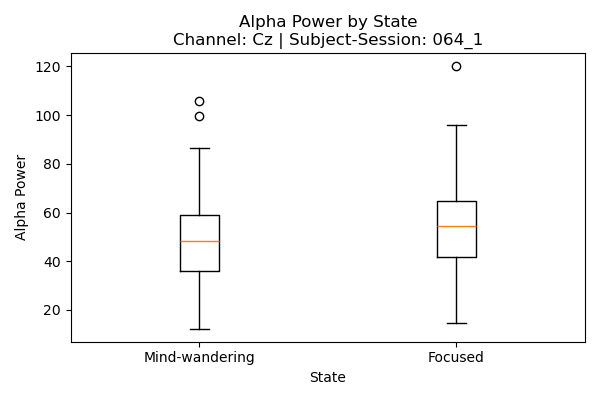 Alpha Power by State
Channel: Cz | Subject-Session: 064_1
120
100
80
60
40
20
Alpha Power
Mind-wandering
Focused
State